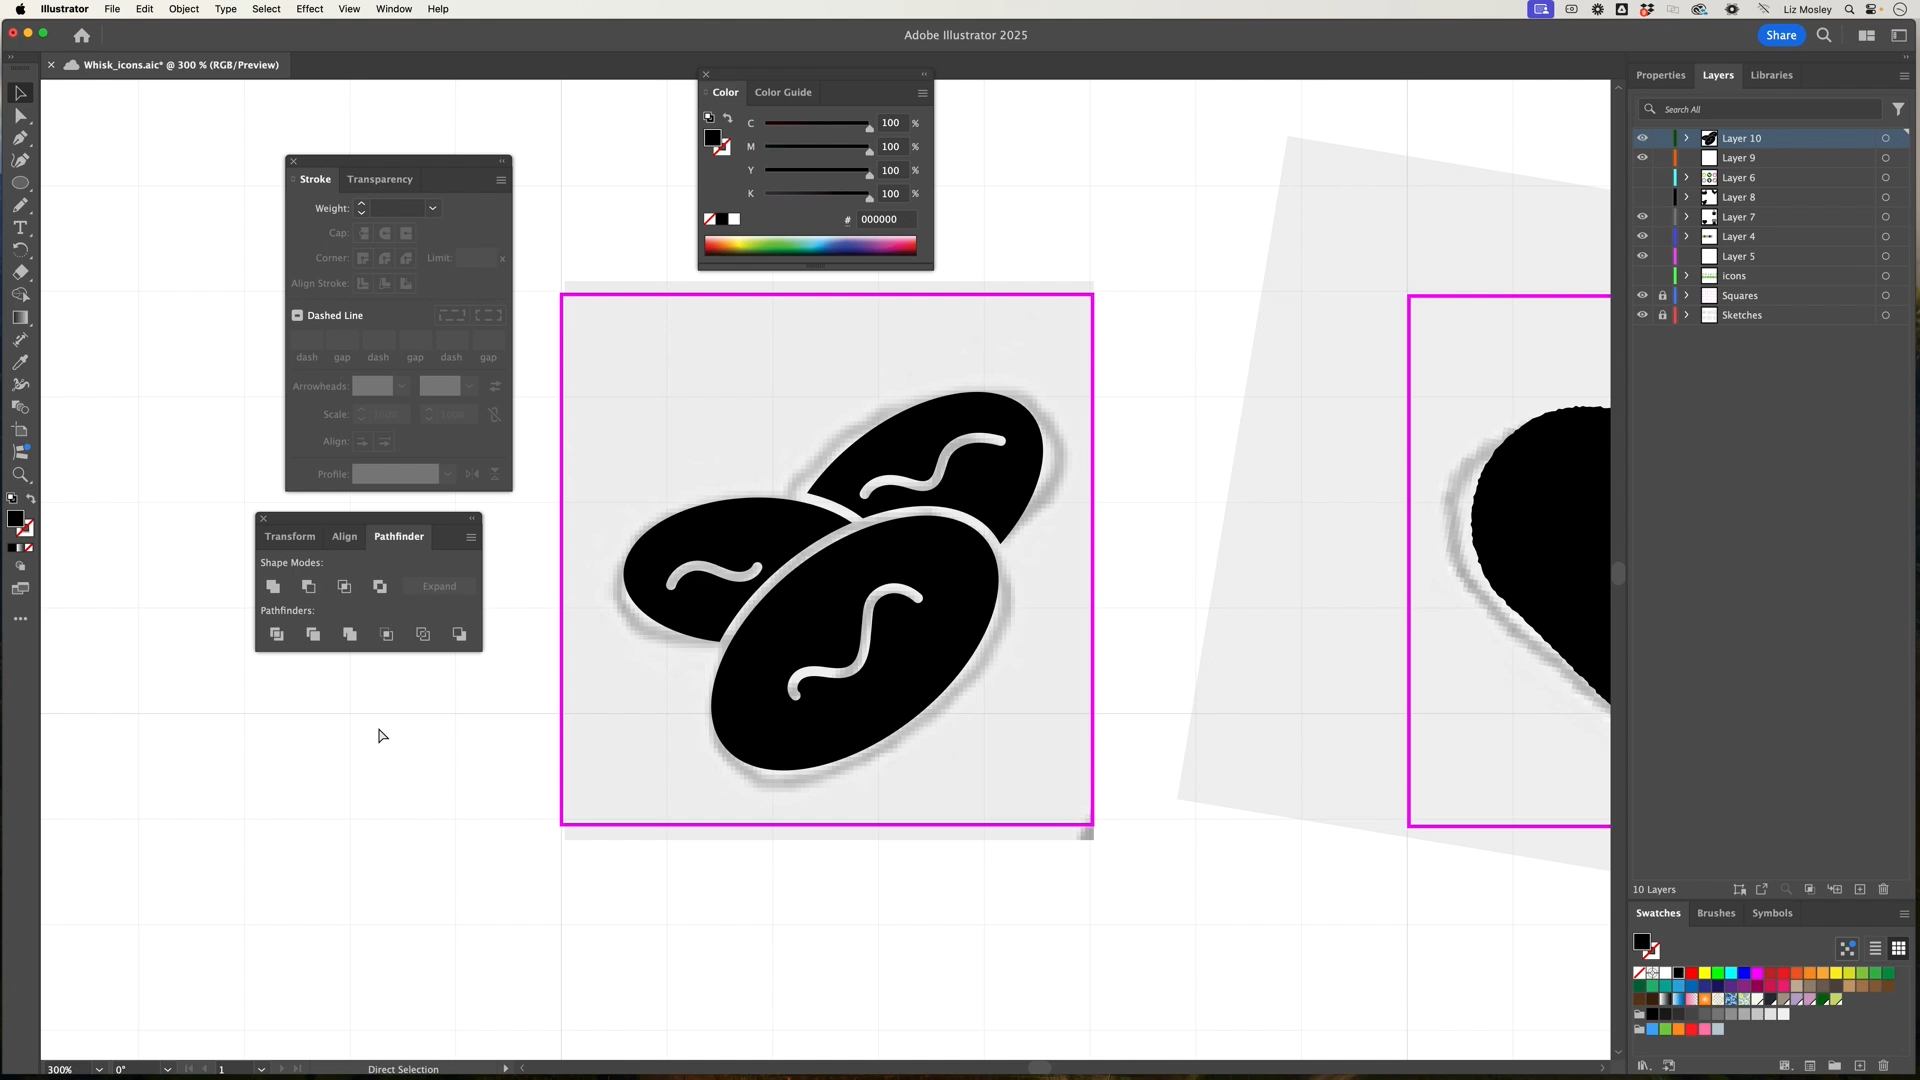 Illustrator File Edit Object Type Select Effect View Window Help
Liz Mosley
Adobe Illustrator 2025
Share
Whisk_icons.aic* @ 300 % (RGB/Preview)
Color Color Guide
C 100 %
M 100 %
Y 100 %
K 100 %
# 000000
Stroke Transparency
Weight:
Cap:
Corner: Limit: x
Align Stroke:
Dashed Line
dash gap dash gap dash gap
Arrowheads:
Scale: 100% 100%
Align:
Profile:
Transform Align Pathfinder
Shape Modes:
Expand
Pathfinders:
Properties Layers Libraries
Search All
Layer 10
Layer 9
Layer 6
Layer 8
Layer 7
Layer 4
Layer 5
icons
Squares
Sketches
10 Layers
Swatches Brushes Symbols
300% 0° 1 Direct Selection